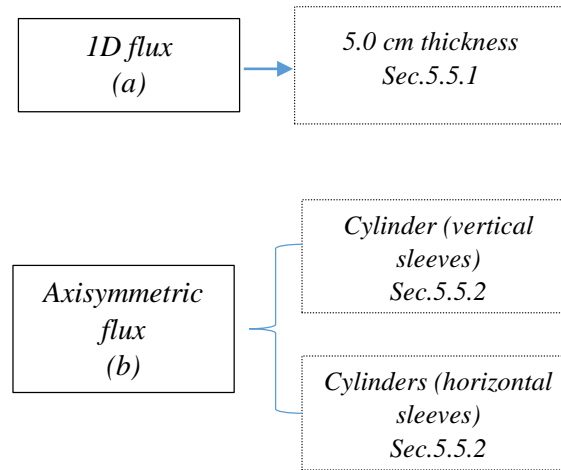 1D flux
(a)
5.0 cm thickness
Sec.5.5.1
Axisymmetric
flux
(b)
Cylinder (vertical
sleeves)
Sec.5.5.2
Cylinders (horizontal
sleeves)
Sec.5.5.2